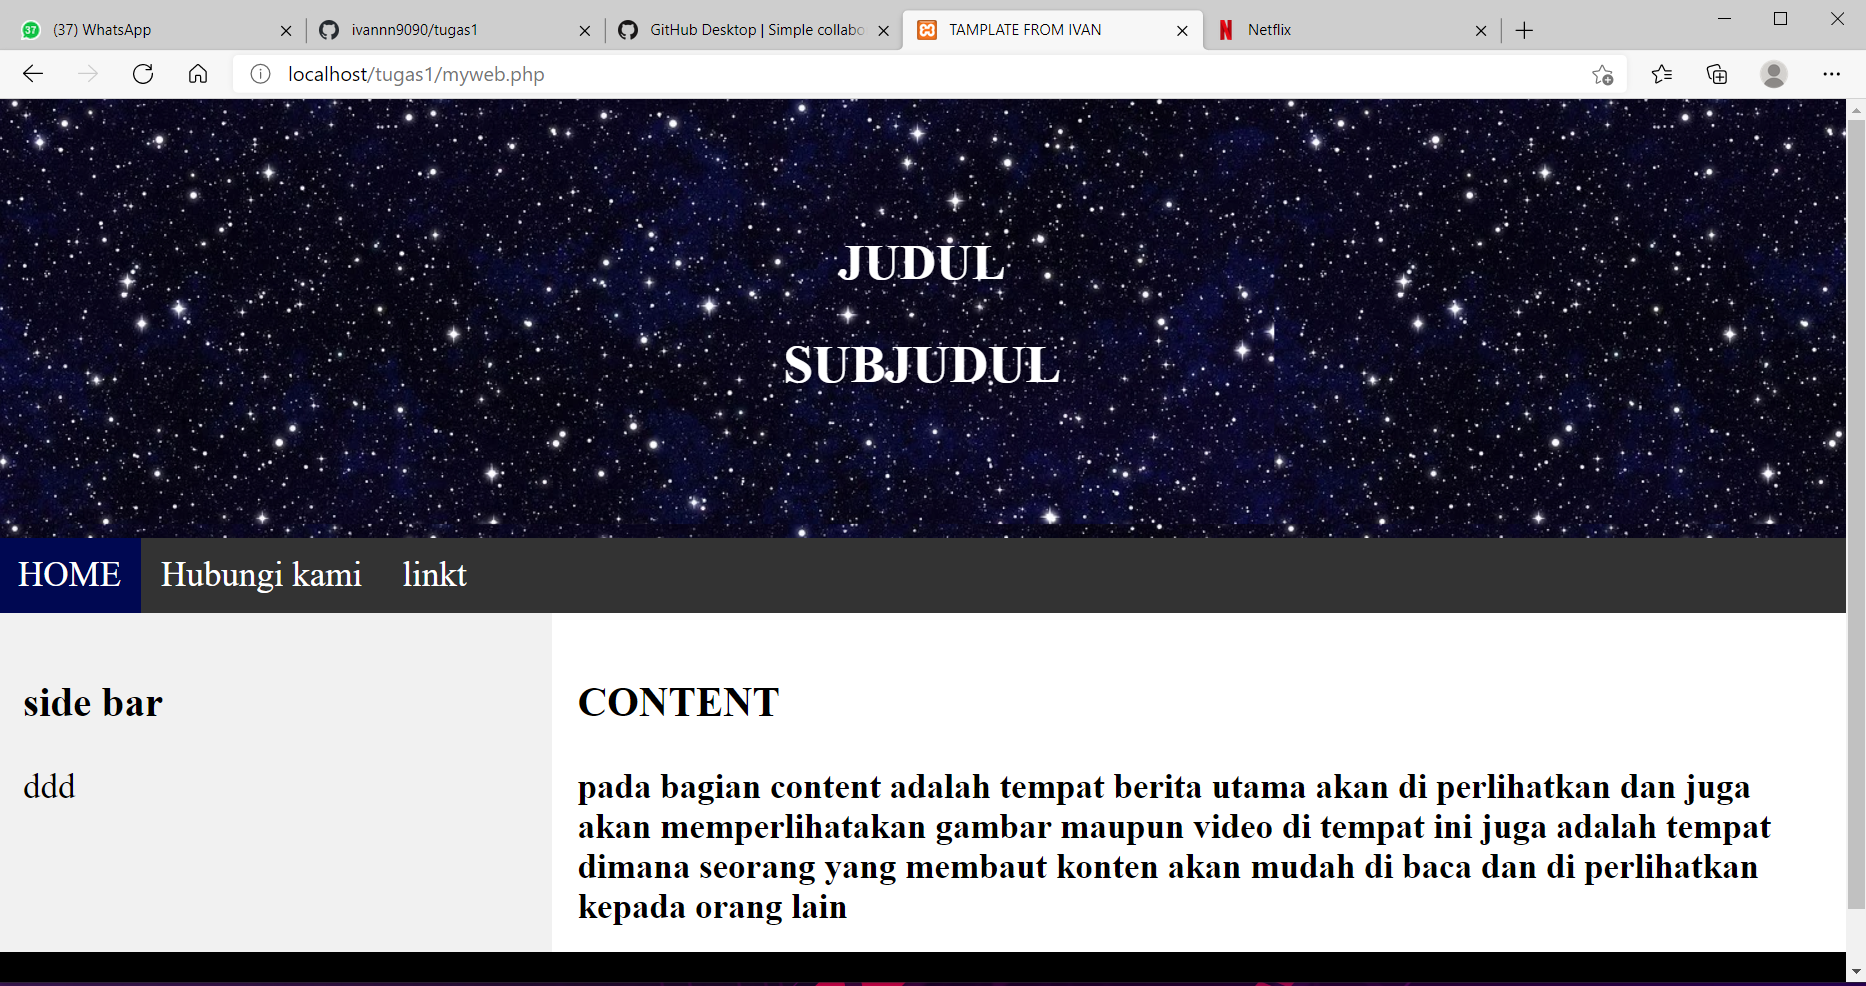 37 (37) WhatsApp
ivannn9090/tugas1
GitHub Desktop | Simple collabo
TAMPLATE FROM IVAN
N Netflix
localhost/tugas1/myweb.php
JUDUL
SUBJUDUL
HOME Hubungi kami linkt
side bar
ddd
CONTENT
pada bagian content adalah tempat berita utama akan di perlihatkan dan juga
akan memperlihatakan gambar maupun video di tempat ini juga adalah tempat
dimana seorang yang membaut konten akan mudah di baca dan di perlihatkan
kepada orang lain